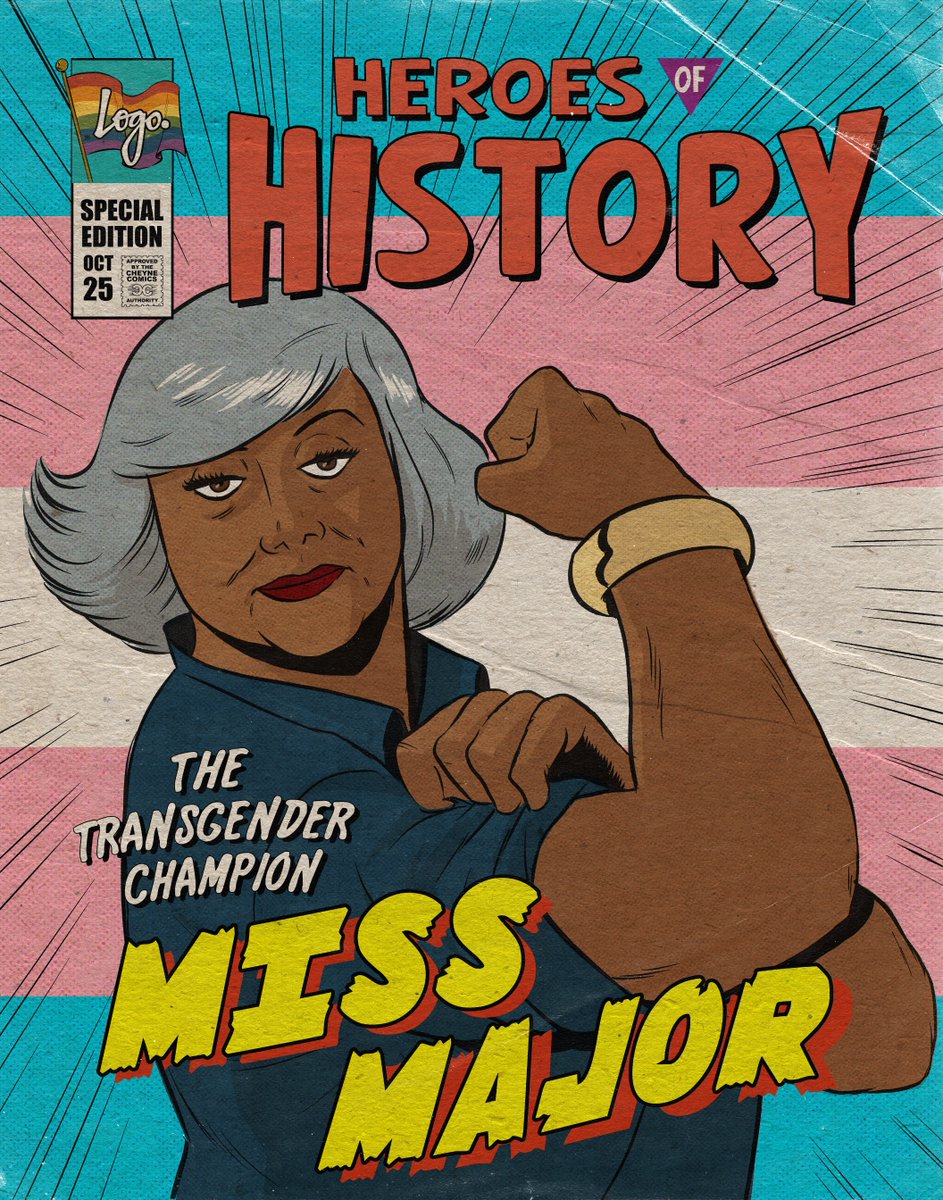 HEROES OF
HISTORY
Logo.
SPECIAL
EDITION
OCT
25
APPROVED
BY THE
CHEYNE
COMICS
CC
AUTHORITY
THE
TRANSGENDER
CHAMPION
MISS
MAJOR